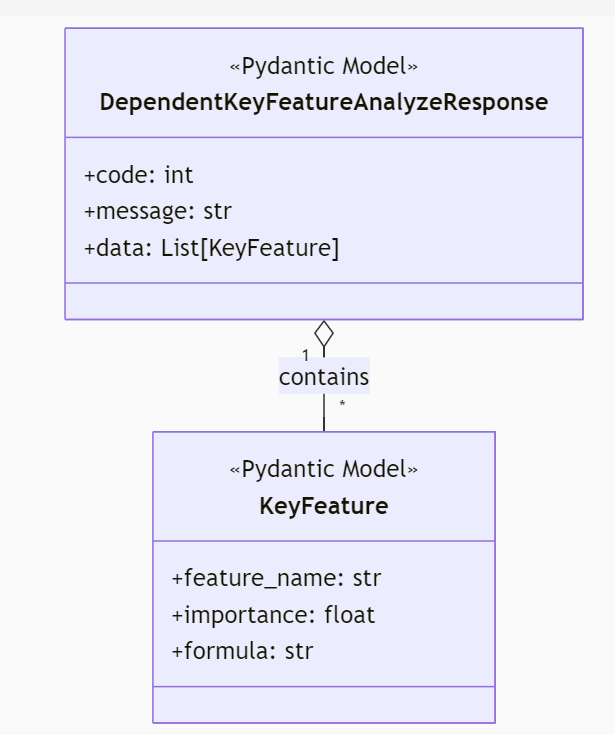 «Pydantic Model»
DependentKeyFeatureAnalyzeResponse
+code: int
+message: str
+data: List[KeyFeature]
1
contains
*
«Pydantic Model»
KeyFeature
+feature_name: str
+importance: float
+formula: str